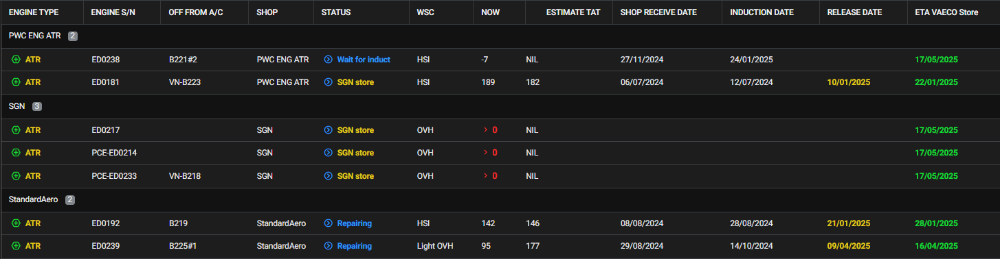 ENGINE TYPE ENGINE S/N OFF FROM A/C SHOP STATUS WSC NOW ESTIMATE TAT SHOP RECEIVE DATE INDUCTION DATE RELEASE DATE ETA VAECO Store
PWC ENG ATR 2
ATR ED0238 B221#2 PWC ENG ATR Wait for induct HSI -7 NIL 27/11/2024 24/01/2025 17/05/2025
ATR ED0181 VN-B223 PWC ENG ATR SGN store HSI 189 182 06/07/2024 12/07/2024 10/01/2025 22/01/2025
SGN 3
ATR ED0217 SGN SGN store OVH > 0 NIL 17/05/2025
ATR PCE-ED0214 SGN SGN store OVH > 0 NIL 17/05/2025
ATR PCE-ED0233 VN-B218 SGN SGN store OVH > 0 NIL 17/05/2025
StandardAero 2
ATR ED0192 B219 StandardAero Repairing HSI 142 146 08/08/2024 28/08/2024 21/01/2025 28/01/2025
ATR ED0239 B225#1 StandardAero Repairing Light OVH 95 177 29/08/2024 14/10/2024 09/04/2025 16/04/2025